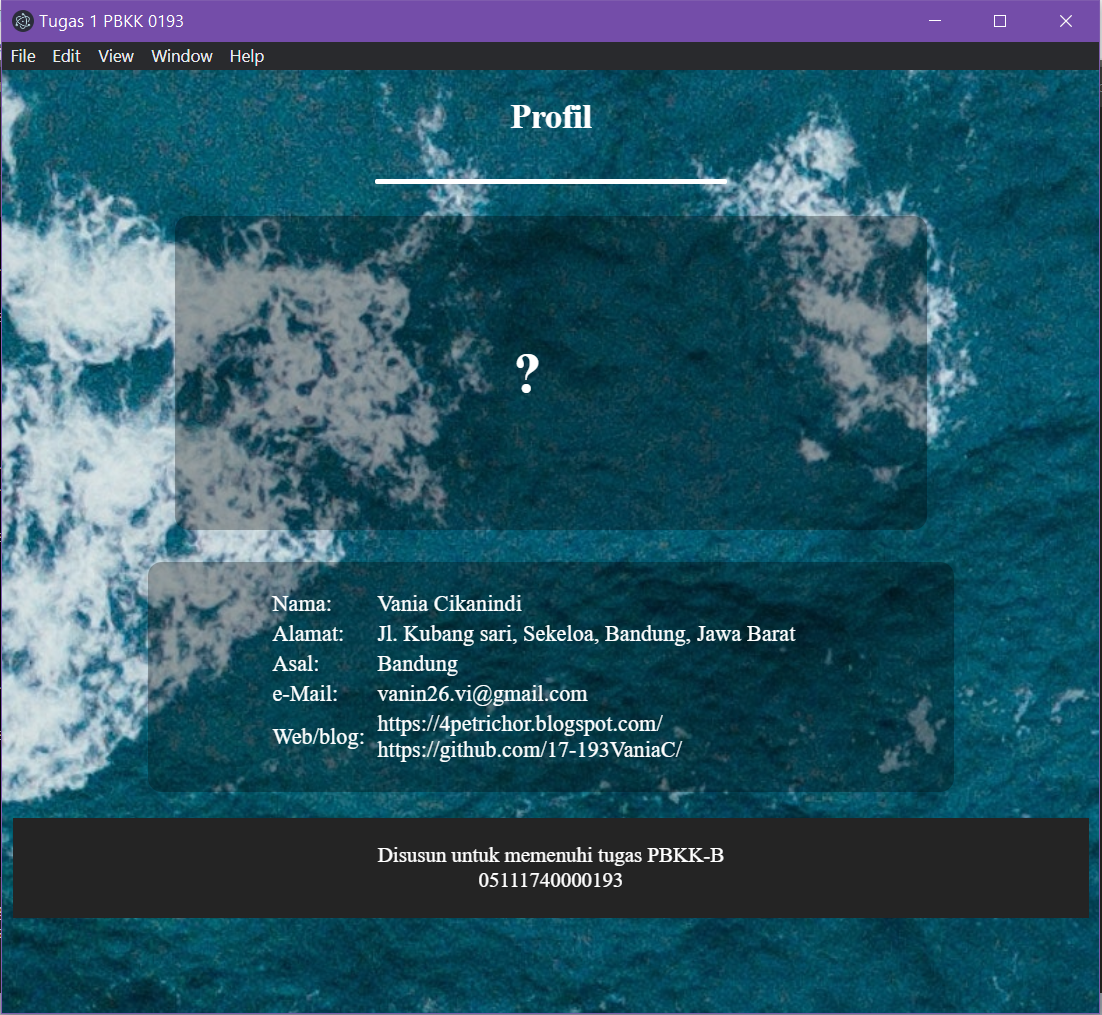 Tugas 1 PBKK 0193
File Edit View Window Help
Profil
?
Nama: Vania Cikanindi
Alamat: Jl. Kubang sari, Sekeloa, Bandung, Jawa Barat
Asal: Bandung
e-Mail: vanin26.vi@gmail.com
Web/blog: https://4petrichor.blogspot.com/
https://github.com/17-193VaniaC/
Disusun untuk memenuhi tugas PBKK-B
05111740000193